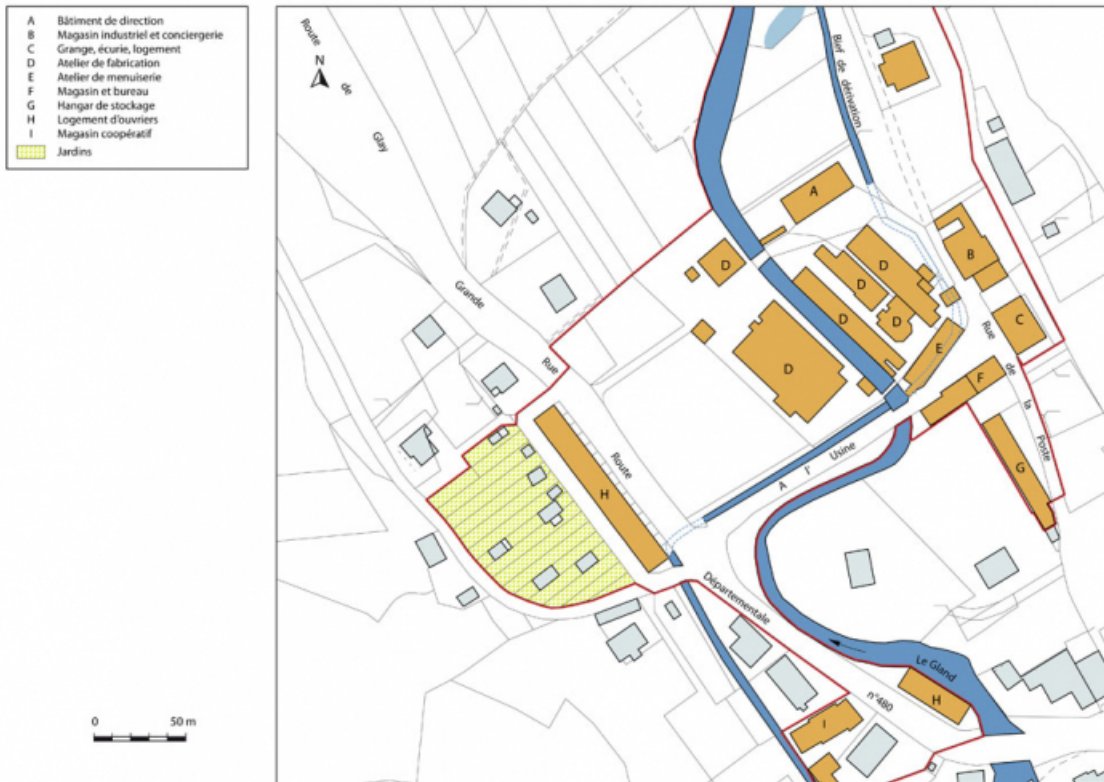 A Bâtiment de direction
B Magasin industriel et conciergerie
C Grange, écurie, logement
D Atelier de fabrication
E Atelier de menuiserie
F Magasin et bureau
G Hangar de stockage
H Logement d'ouvriers
I Magasin coopératif
Jardins
0 50 m
N
Route de Glay
Bief de dérivation
A
D
B
D
D
D
D
D
C
E
F
Grande Rue
Rue de la Poste
H
Route
A l' Usine
G
Départementale
n°480
Le Gland
H
I